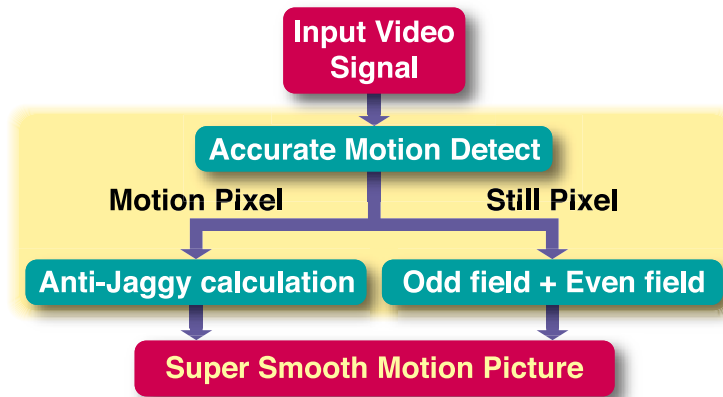 Input Video
Signal
Accurate Motion Detect
Motion Pixel
Still Pixel
Anti-Jaggy calculation
Odd field + Even field
Super Smooth Motion Picture